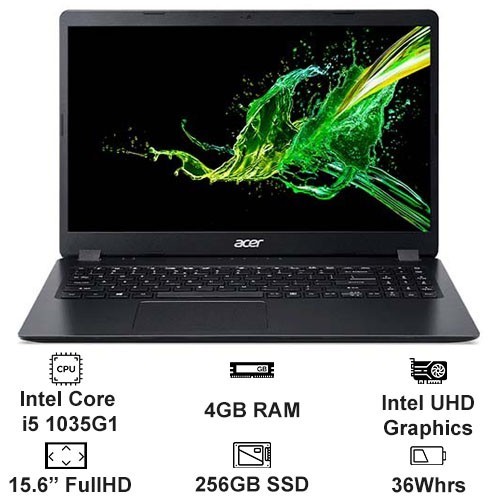 acer
CPU
GB
Intel Core
i5 1035G1
4GB RAM
Intel UHD
Graphics
15.6” FullHD
256GB SSD
36Whrs